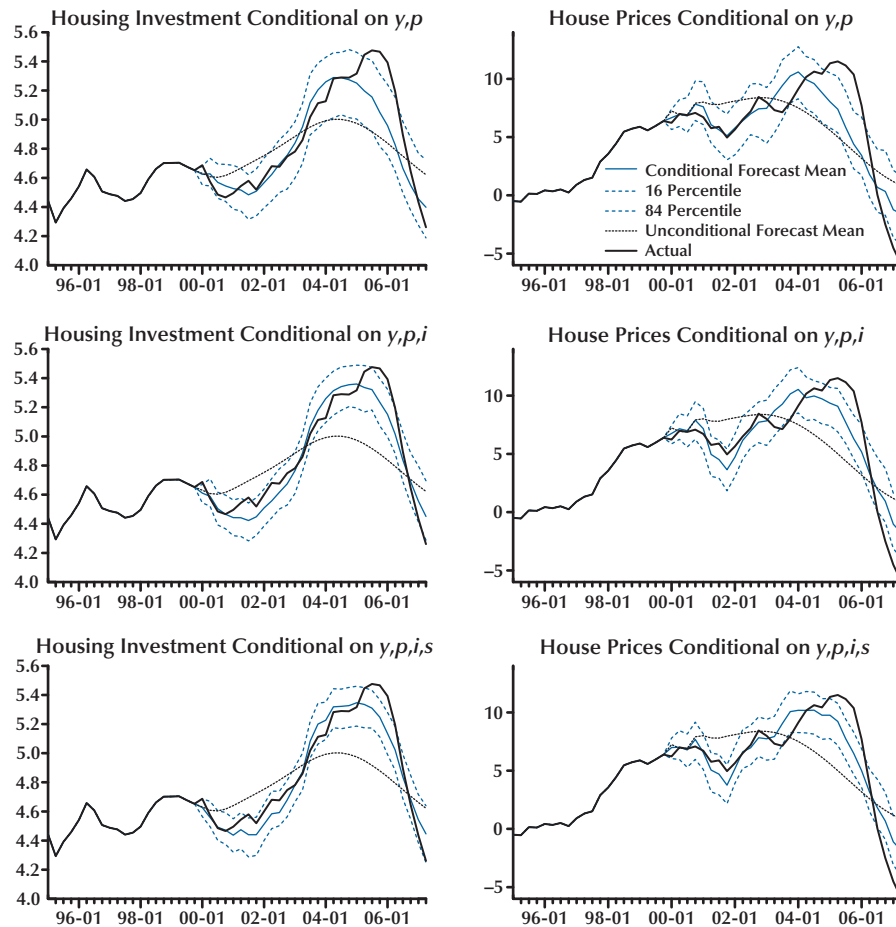 Housing Investment Conditional on y,p
5.6
5.4
5.2
5.0
4.8
4.6
4.4
4.2
4.0
96-01 98-01 00-01 02-01 04-01 06-01
House Prices Conditional on y,p
10
5
0
–5
Conditional Forecast Mean
16 Percentile
84 Percentile
Unconditional Forecast Mean
Actual
96-01 98-01 00-01 02-01 04-01 06-01
Housing Investment Conditional on y,p,i
5.6
5.4
5.2
5.0
4.8
4.6
4.4
4.2
4.0
96-01 98-01 00-01 02-01 04-01 06-01
House Prices Conditional on y,p,i
10
5
0
–5
96-01 98-01 00-01 02-01 04-01 06-01
Housing Investment Conditional on y,p,i,s
5.6
5.4
5.2
5.0
4.8
4.6
4.4
4.2
4.0
96-01 98-01 00-01 02-01 04-01 06-01
House Prices Conditional on y,p,i,s
10
5
0
–5
96-01 98-01 00-01 02-01 04-01 06-01